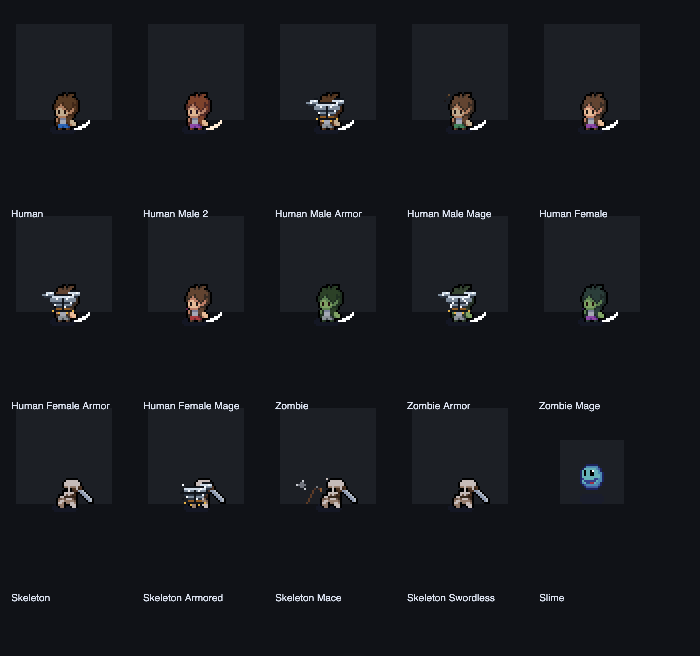 Human
Human Male 2
Human Male Armor
Human Male Mage
Human Female
Human Female Armor
Human Female Mage
Zombie
Zombie Armor
Zombie Mage
Skeleton
Skeleton Armored
Skeleton Mace
Skeleton Swordless
Slime